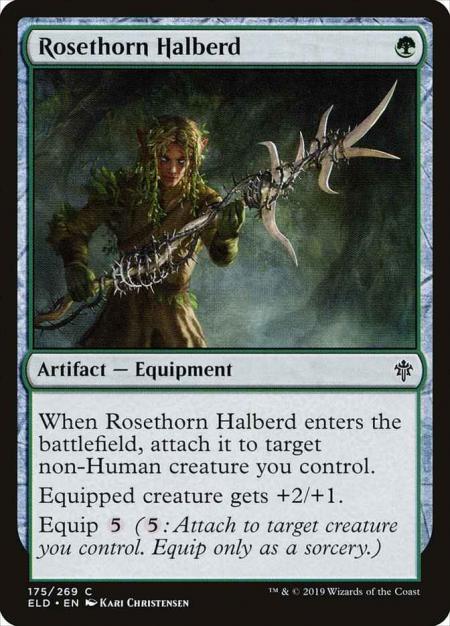 Rosethorn Halberd
Artifact — Equipment
When Rosethorn Halberd enters the
battlefield, attach it to target
non-Human creature you control.
Equipped creature gets +2/+1.
Equip 5 (5: Attach to target creature
you control. Equip only as a sorcery.)
175/269 C
ELD • EN Kari Christensen
™ & © 2019 Wizards of the Coast